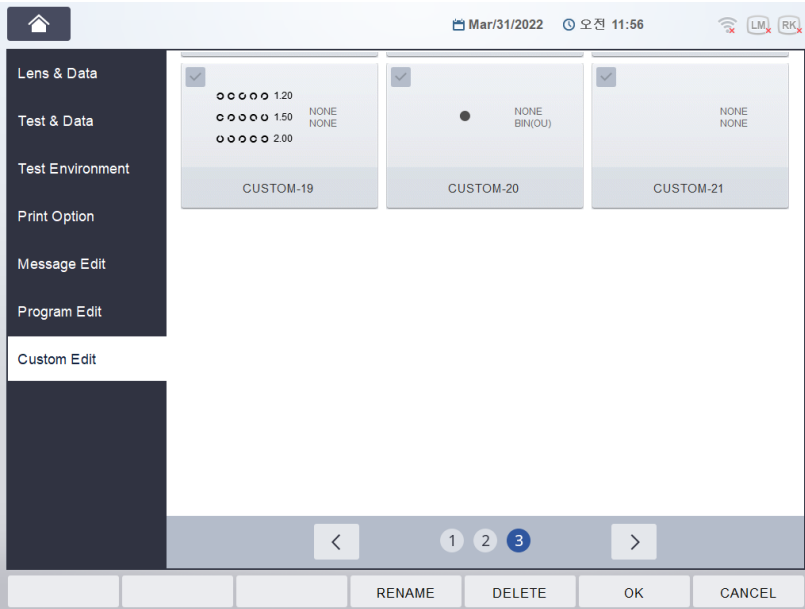 Mar/31/2022 오전 11:56 LM RK
Lens & Data
Test & Data
Test Environment
Print Option
Message Edit
Program Edit
Custom Edit
1.20
1.50
2.00
NONE
NONE
CUSTOM-19
NONE
BIN(OU)
CUSTOM-20
NONE
NONE
CUSTOM-21
< 1 2 3 >
RENAME DELETE OK CANCEL